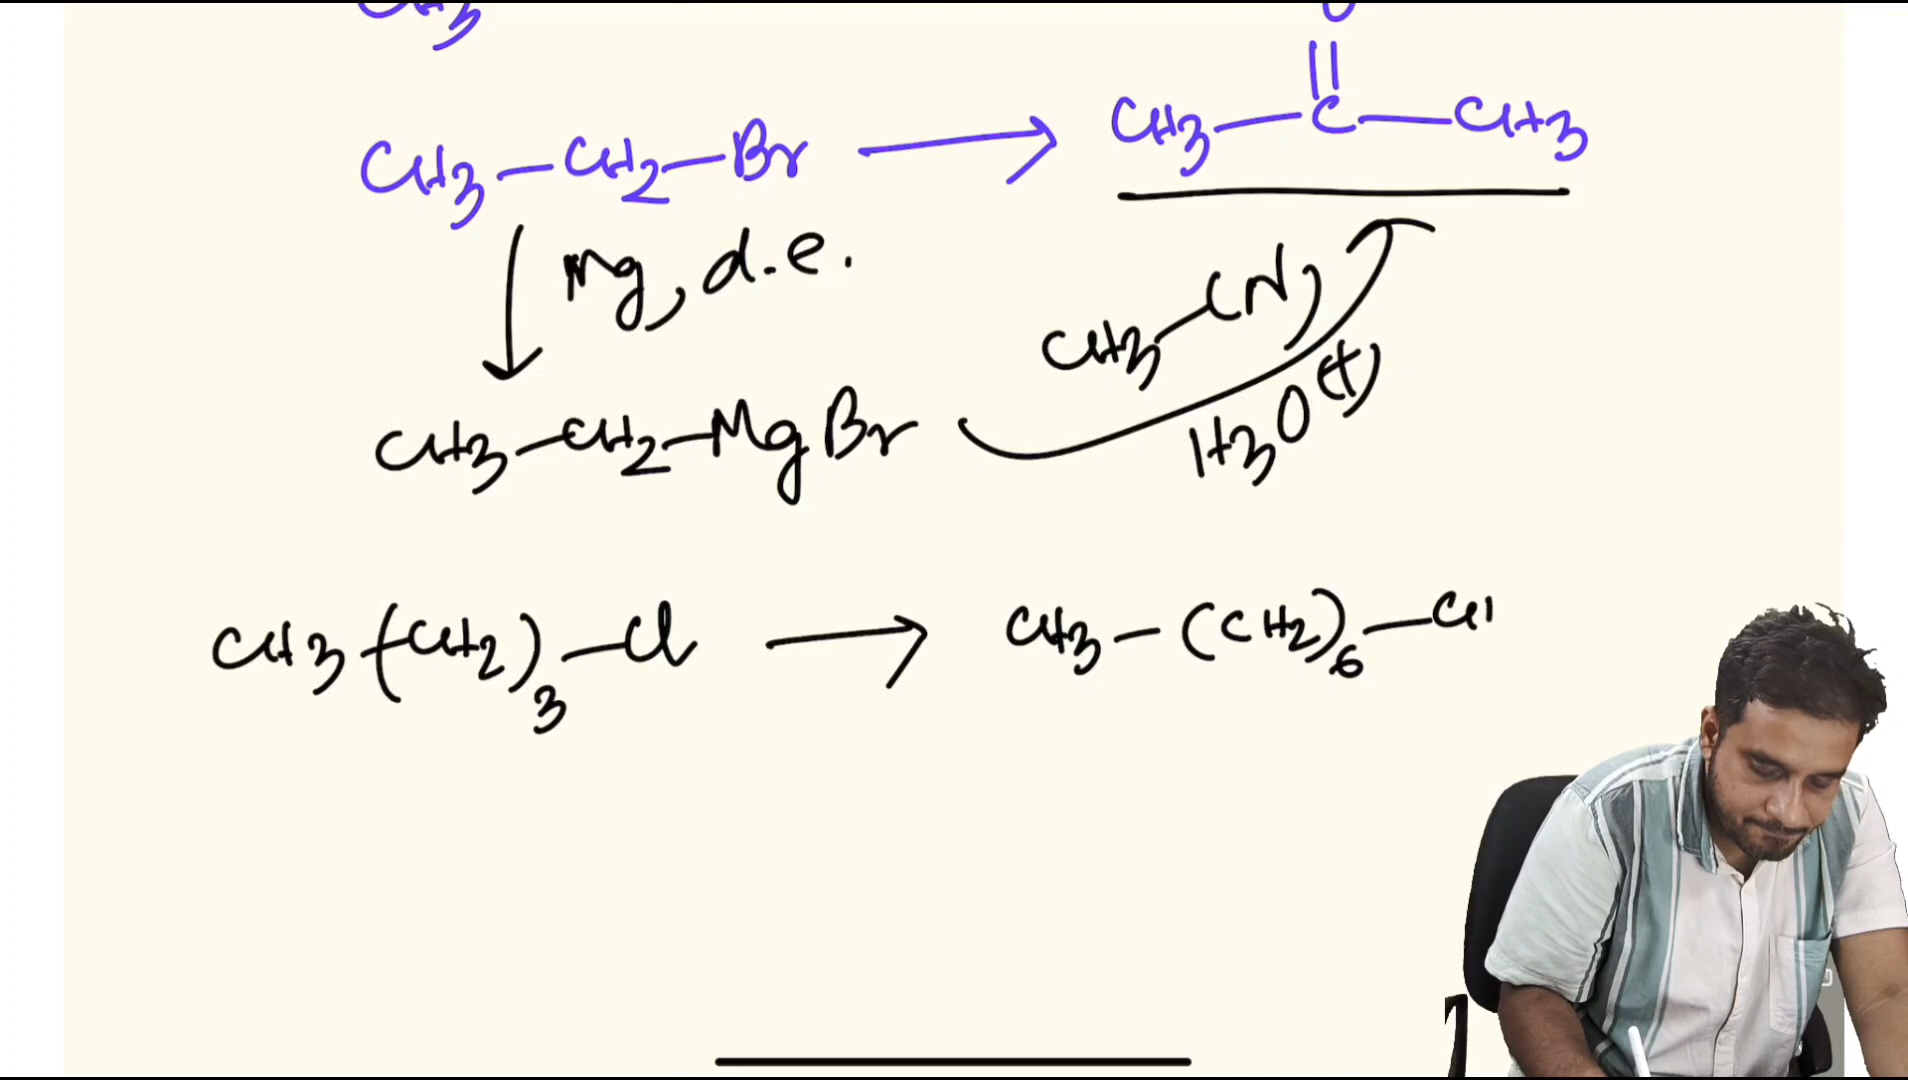 CH3
O
CH3—C—CH3
CH3—CH2—Br
Mg, d.e.
CH3—CN,
H3O(+)
CH3—CH2—MgBr
CH3(CH2)3—Cl
CH3—(CH2)6—CH